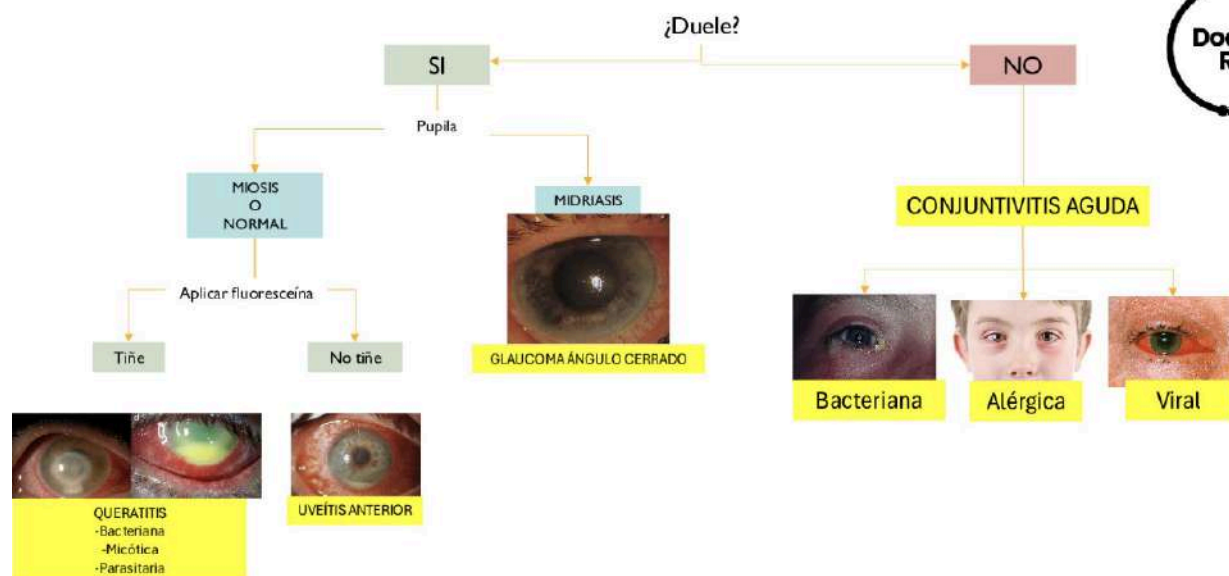 ¿Duele?
SI
NO
Pupila
MIOSIS
O
NORMAL
MIDRIASIS
CONJUNTIVITIS AGUDA
Aplicar fluoresceína
Tiñe
No tiñe
GLAUCOMA ÁNGULO CERRADO
Bacteriana
Alérgica
Viral
QUERATITIS
-Bacteriana
-Micótica
-Parasitaria
UVEÍTIS ANTERIOR